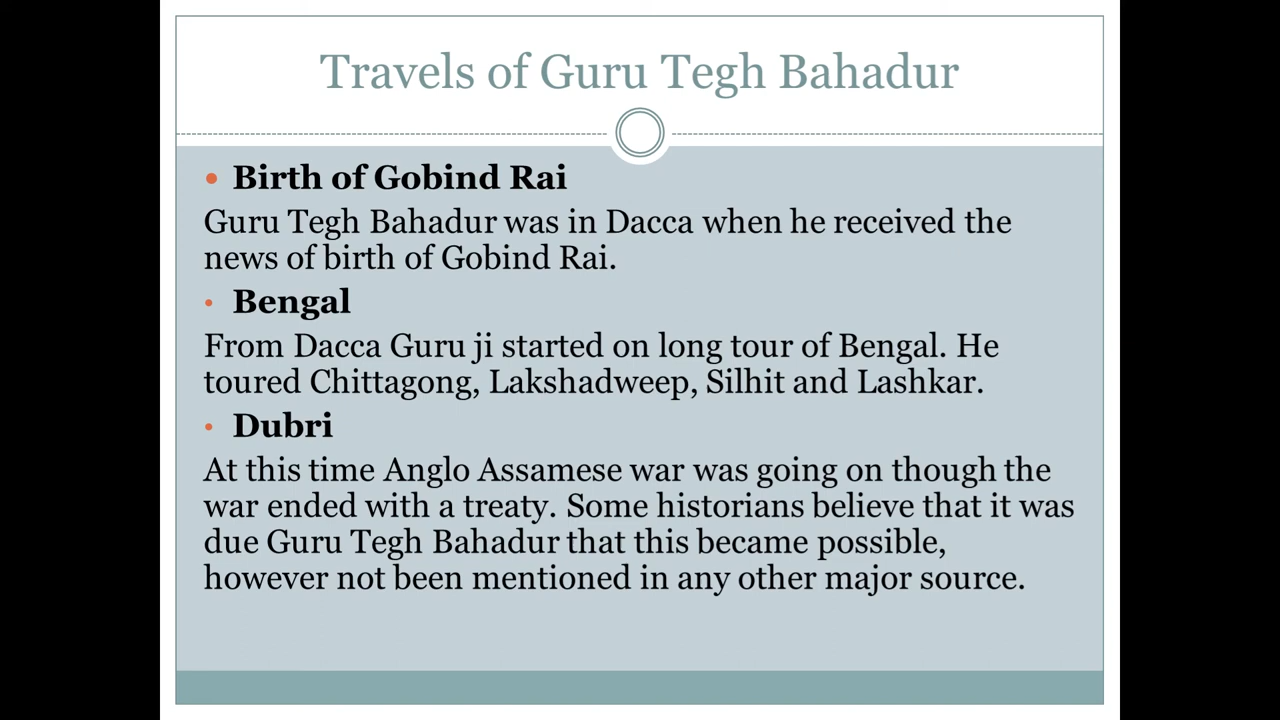 Travels of Guru Tegh Bahadur
• Birth of Gobind Rai
Guru Tegh Bahadur was in Dacca when he received the
news of birth of Gobind Rai.
• Bengal
From Dacca Guru ji started on long tour of Bengal. He
toured Chittagong, Lakshadweep, Silhit and Lashkar.
• Dubri
At this time Anglo Assamese war was going on though the
war ended with a treaty. Some historians believe that it was
due Guru Tegh Bahadur that this became possible,
however not been mentioned in any other major source.